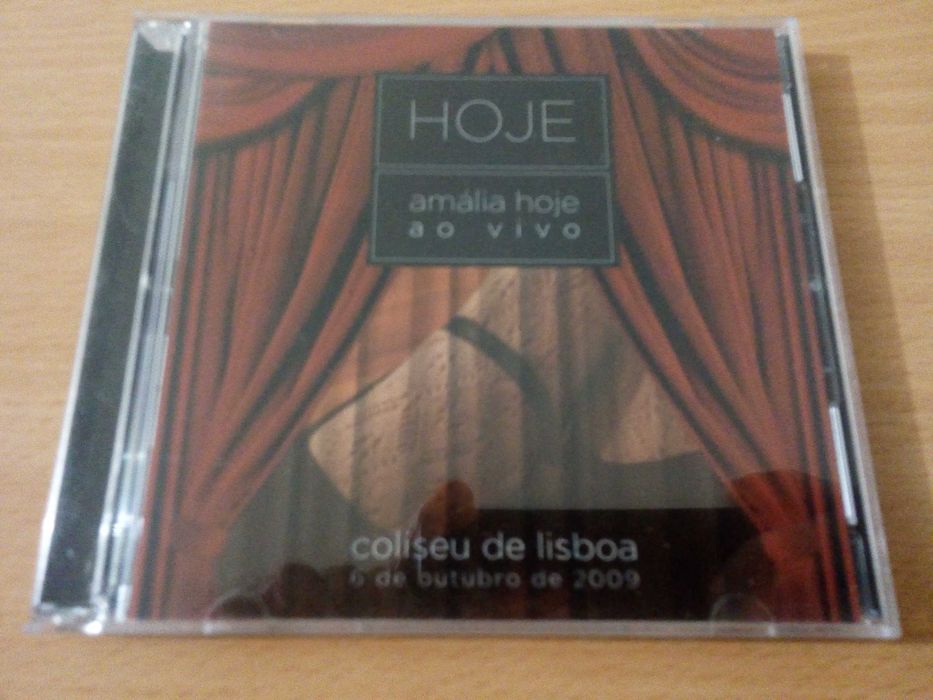 HOJE
amália hoje
ao vivo
coliseu de lisboa
6 de outubro de 2009